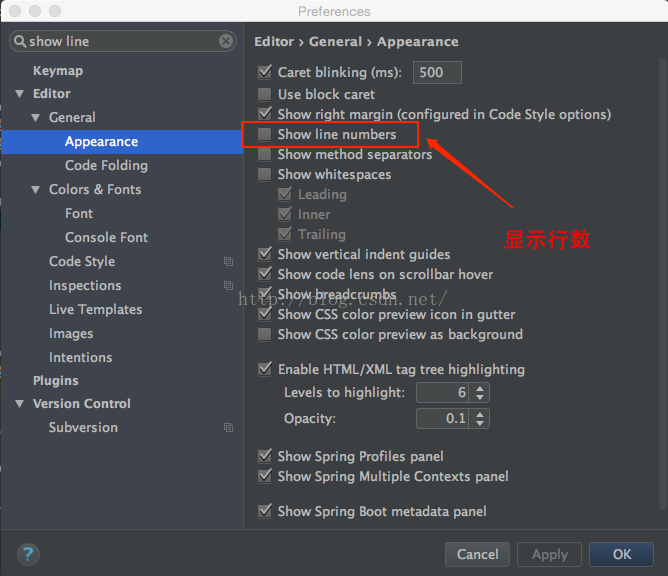 Preferences
show line
Keymap
Editor
General
Appearance
Code Folding
Colors & Fonts
Font
Console Font
Code Style
Inspections
Live Templates
Images
Intentions
Plugins
Version Control
Subversion
Editor › General › Appearance
Caret blinking (ms): 500
Use block caret
Show right margin (configured in Code Style options)
Show line numbers
Show method separators
Show whitespaces
Leading
Inner
Trailing
显示行数
Show vertical indent guides
Show code lens on scrollbar hover
Show breadcrumbs
http://blog.csdn.net/
Show CSS color preview icon in gutter
Show CSS color preview as background
Enable HTML/XML tag tree highlighting
Levels to highlight: 6
Opacity: 0.1
Show Spring Profiles panel
Show Spring Multiple Contexts panel
Show Spring Boot metadata panel
?
Cancel
Apply
OK